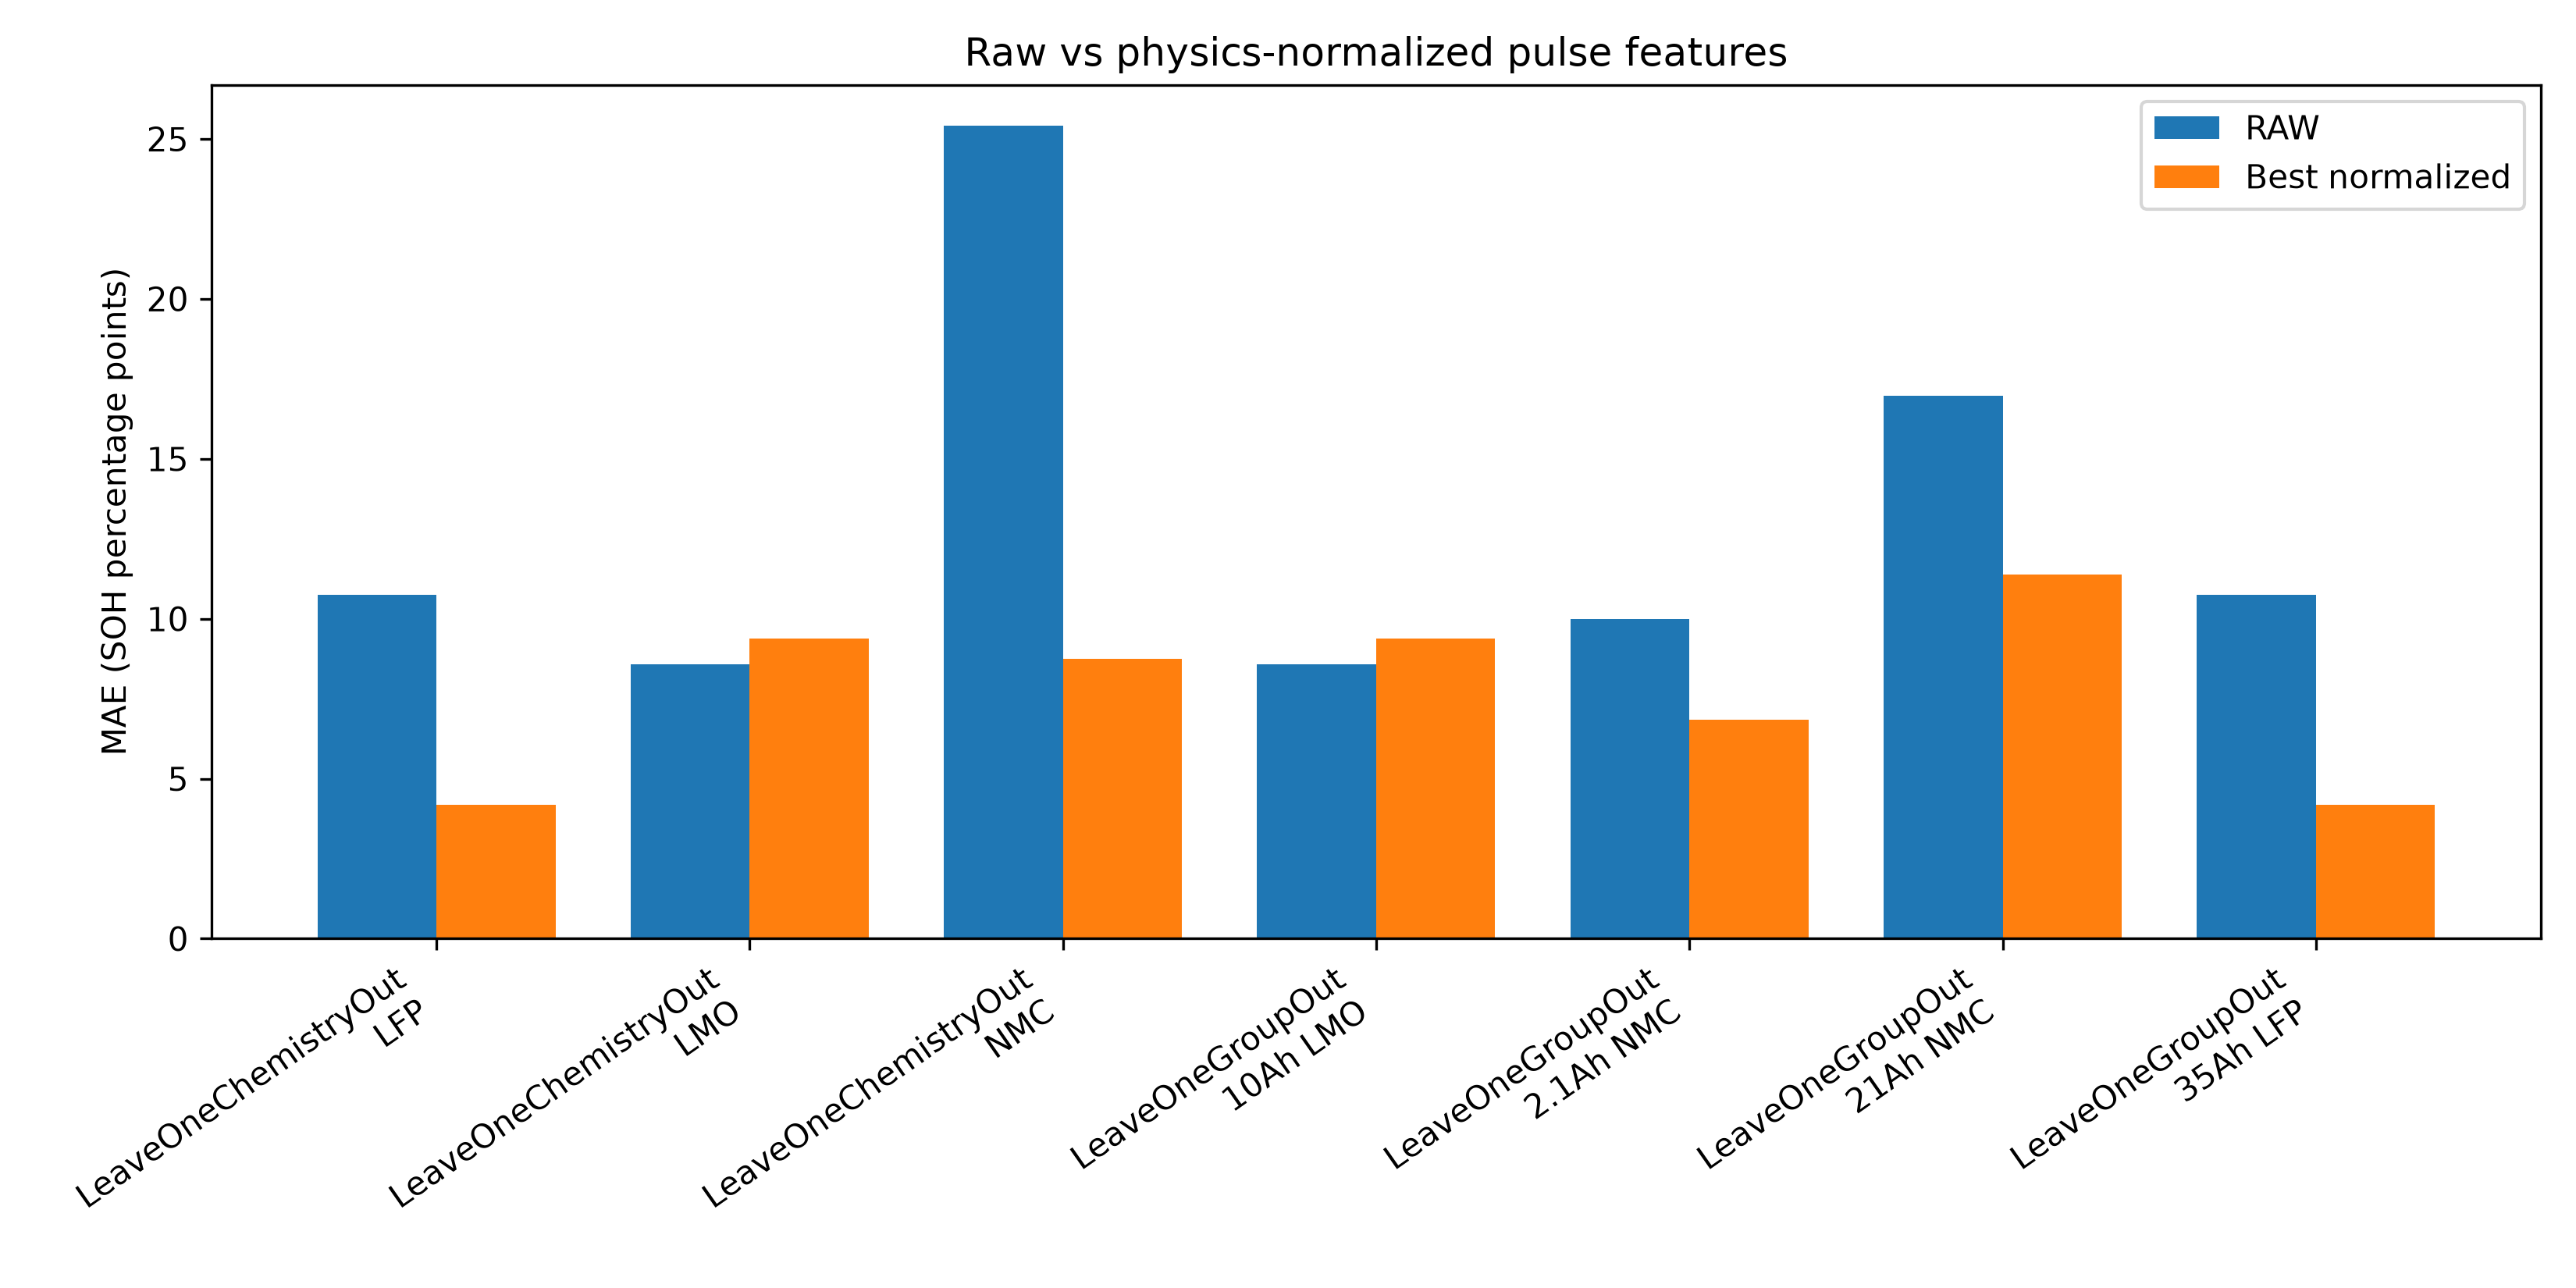 Raw vs physics-normalized pulse features
RAW
Best normalized
MAE (SOH percentage points)
25
20
15
10
5
0
LeaveOneChemistryOut
LFP
LeaveOneChemistryOut
LMO
LeaveOneChemistryOut
NMC
LeaveOneGroupOut
10Ah LMO
LeaveOneGroupOut
2.1Ah NMC
LeaveOneGroupOut
21Ah NMC
LeaveOneGroupOut
35Ah LFP